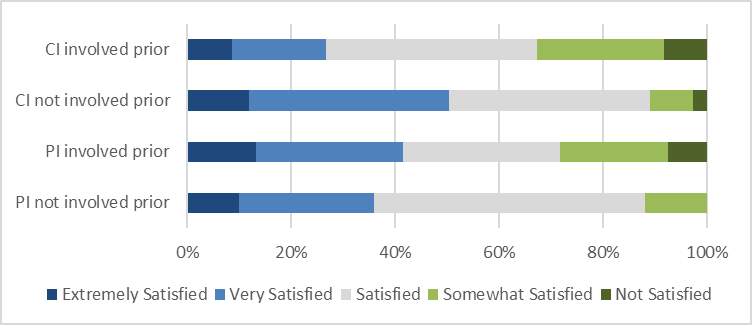 CI involved prior
CI not involved prior
PI involved prior
PI not involved prior
0% 20% 40% 60% 80% 100%
Extremely Satisfied Very Satisfied Satisfied Somewhat Satisfied Not Satisfied